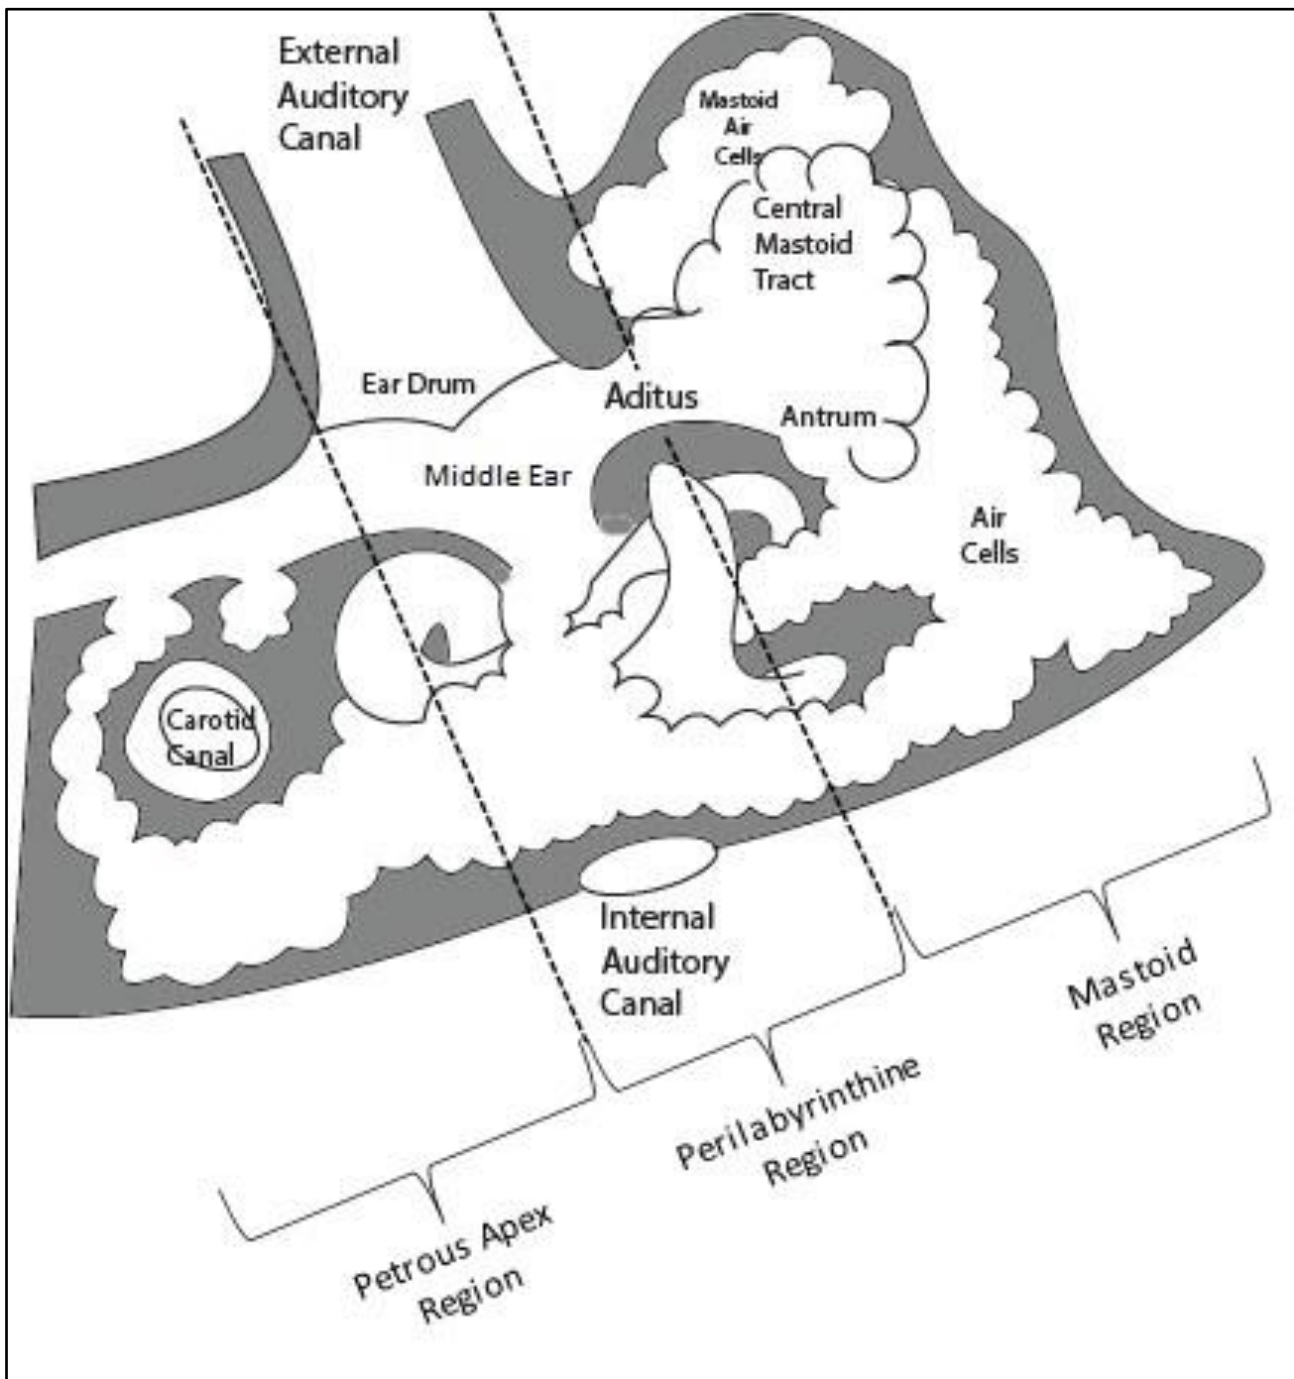 External
Auditory
Canal
Mastoid
Air
Cells
Central
Mastoid
Tract
Ear Drum
Aditus
Antrum
Middle Ear
Air
Cells
Carotid
Canal
Internal
Auditory
Canal
Mastoid
Region
Perilabyrinthine
Region
Petrous Apex
Region